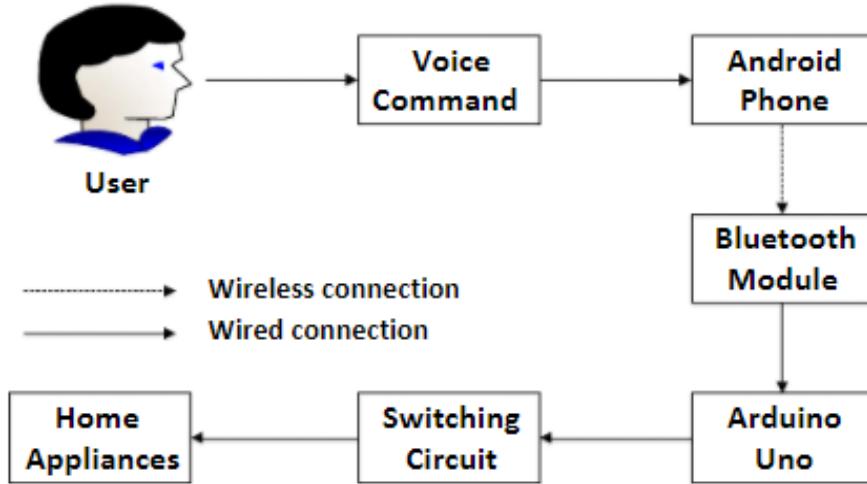 Voice
Command
Android
Phone
User
Bluetooth
Module
Wireless connection
Wired connection
Home
Appliances
Switching
Circuit
Arduino
Uno